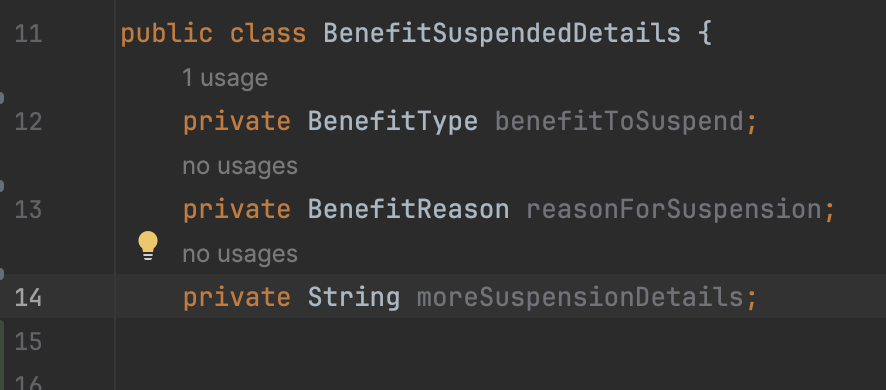 11 public class BenefitSuspendedDetails {
1 usage
12 private BenefitType benefitToSuspend;
no usages
13 private BenefitReason reasonForSuspension;
no usages
14 private String moreSuspensionDetails;
15
16